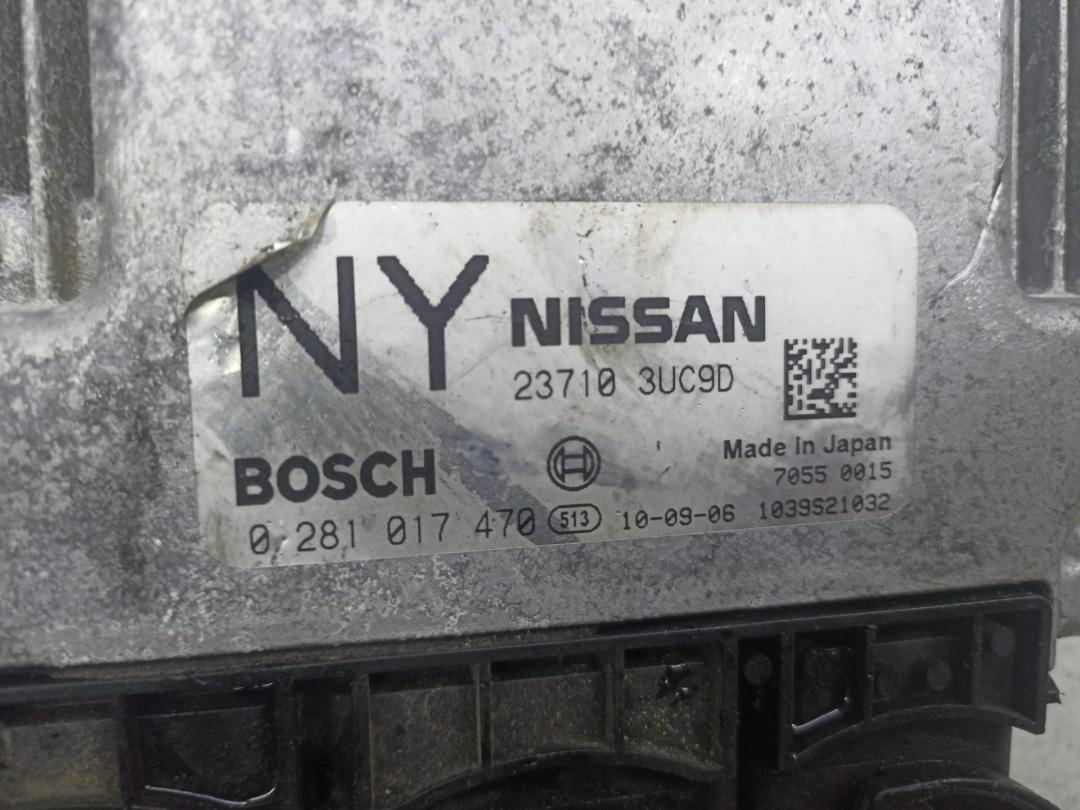 NY NISSAN
23710 3UC9D
BOSCH
Made in Japan
7055 0015
0 281 017 470 513 10-09-06 1039S21032